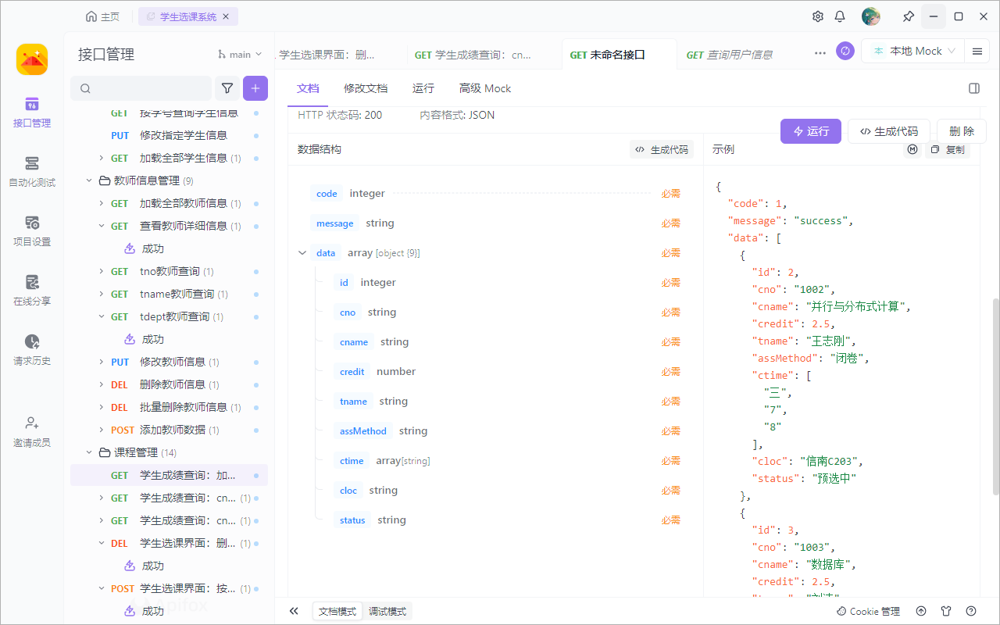 主页
学生选课系统
接口管理
自动化测试
项目设置
在线分享
请求历史
邀请成员
接口管理
main
GET 按学号查询学生信息
PUT 修改指定学生信息
GET 加载全部学生信息 (1)
教师信息管理 (9)
GET 加载全部教师信息 (1)
GET 查看教师详细信息 (1)
成功
GET tno教师查询 (1)
GET tname教师查询 (1)
GET tdept教师查询 (1)
成功
PUT 修改教师信息 (1)
DEL 删除教师信息 (1)
DEL 批量删除教师信息 (1)
POST 添加教师数据 (1)
课程管理 (14)
GET 学生成绩查询：加...
GET 学生成绩查询：cn... (1)
GET 学生成绩查询：cn... (1)
DEL 学生选课界面：删... (1)
成功
POST 学生选课界面：按... (1)
成功
学生选课界面：删...
GET 学生成绩查询：cn...
GET 未命名接口
GET 查询用户信息
本 本地 Mock
文档 修改文档 运行 高级 Mock
HTTP 状态码: 200 内容格式: JSON
运行 生成代码 删 除
数据结构 生成代码
code integer 必需
message string 必需
data array [object {9}] 必需
id integer 必需
cno string 必需
cname string 必需
credit number 必需
tname string 必需
assMethod string 必需
ctime array[string] 必需
cloc string 必需
status string 必需
示例 复制
{
"code": 1,
"message": "success",
"data": [
{
"id": 2,
"cno": "1002",
"cname": "并行与分布式计算",
"credit": 2.5,
"tname": "王志刚",
"assMethod": "闭卷",
"ctime": [
"三",
"7",
"8"
],
"cloc": "信南C203",
"status": "预选中"
},
{
"id": 3,
"cno": "1003",
"cname": "数据库",
"credit": 2.5,
文档模式 调试模式
Cookie 管理